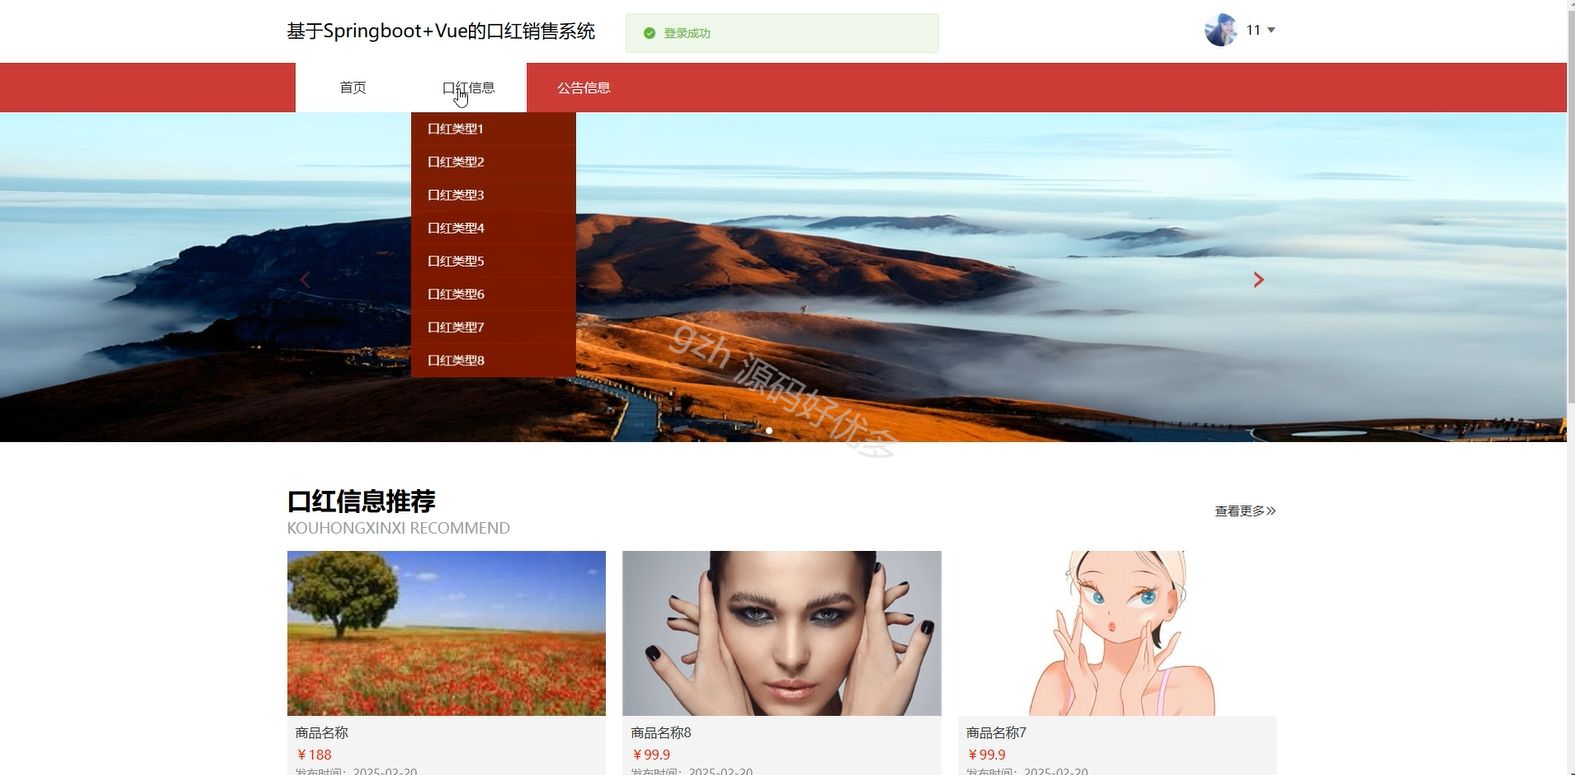 基于Springboot+Vue的口红销售系统
登录成功
11
首页
口红信息
公告信息
口红类型1
口红类型2
口红类型3
口红类型4
口红类型5
口红类型6
口红类型7
口红类型8
gzh 源码好优多
口红信息推荐
查看更多
KOUHONGXINXI RECOMMEND
商品名称
￥188
发布时间：2025-02-20
商品名称8
￥99.9
发布时间：2025-02-20
商品名称7
￥99.9
发布时间：2025-02-20